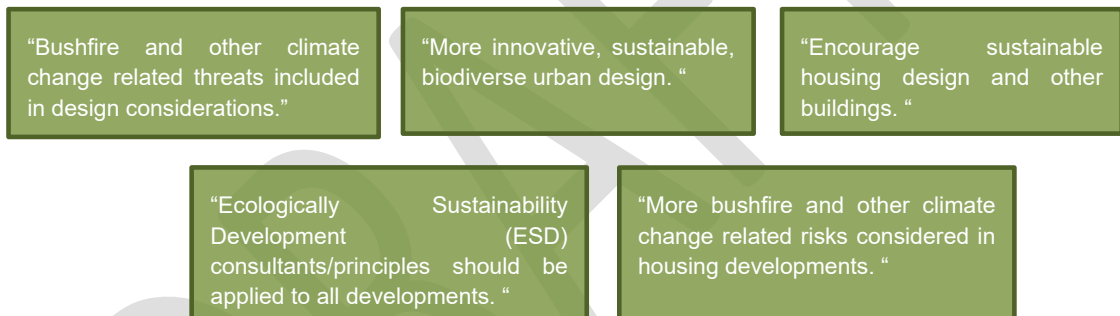 “Bushfire and other climate
change related threats included
in design considerations.”
“More innovative, sustainable,
biodiverse urban design. “
“Encourage sustainable
housing design and other
buildings. “
“Ecologically Sustainability
Development (ESD)
consultants/principles should be
applied to all developments. “
“More bushfire and other climate
change related risks considered in
housing developments. “